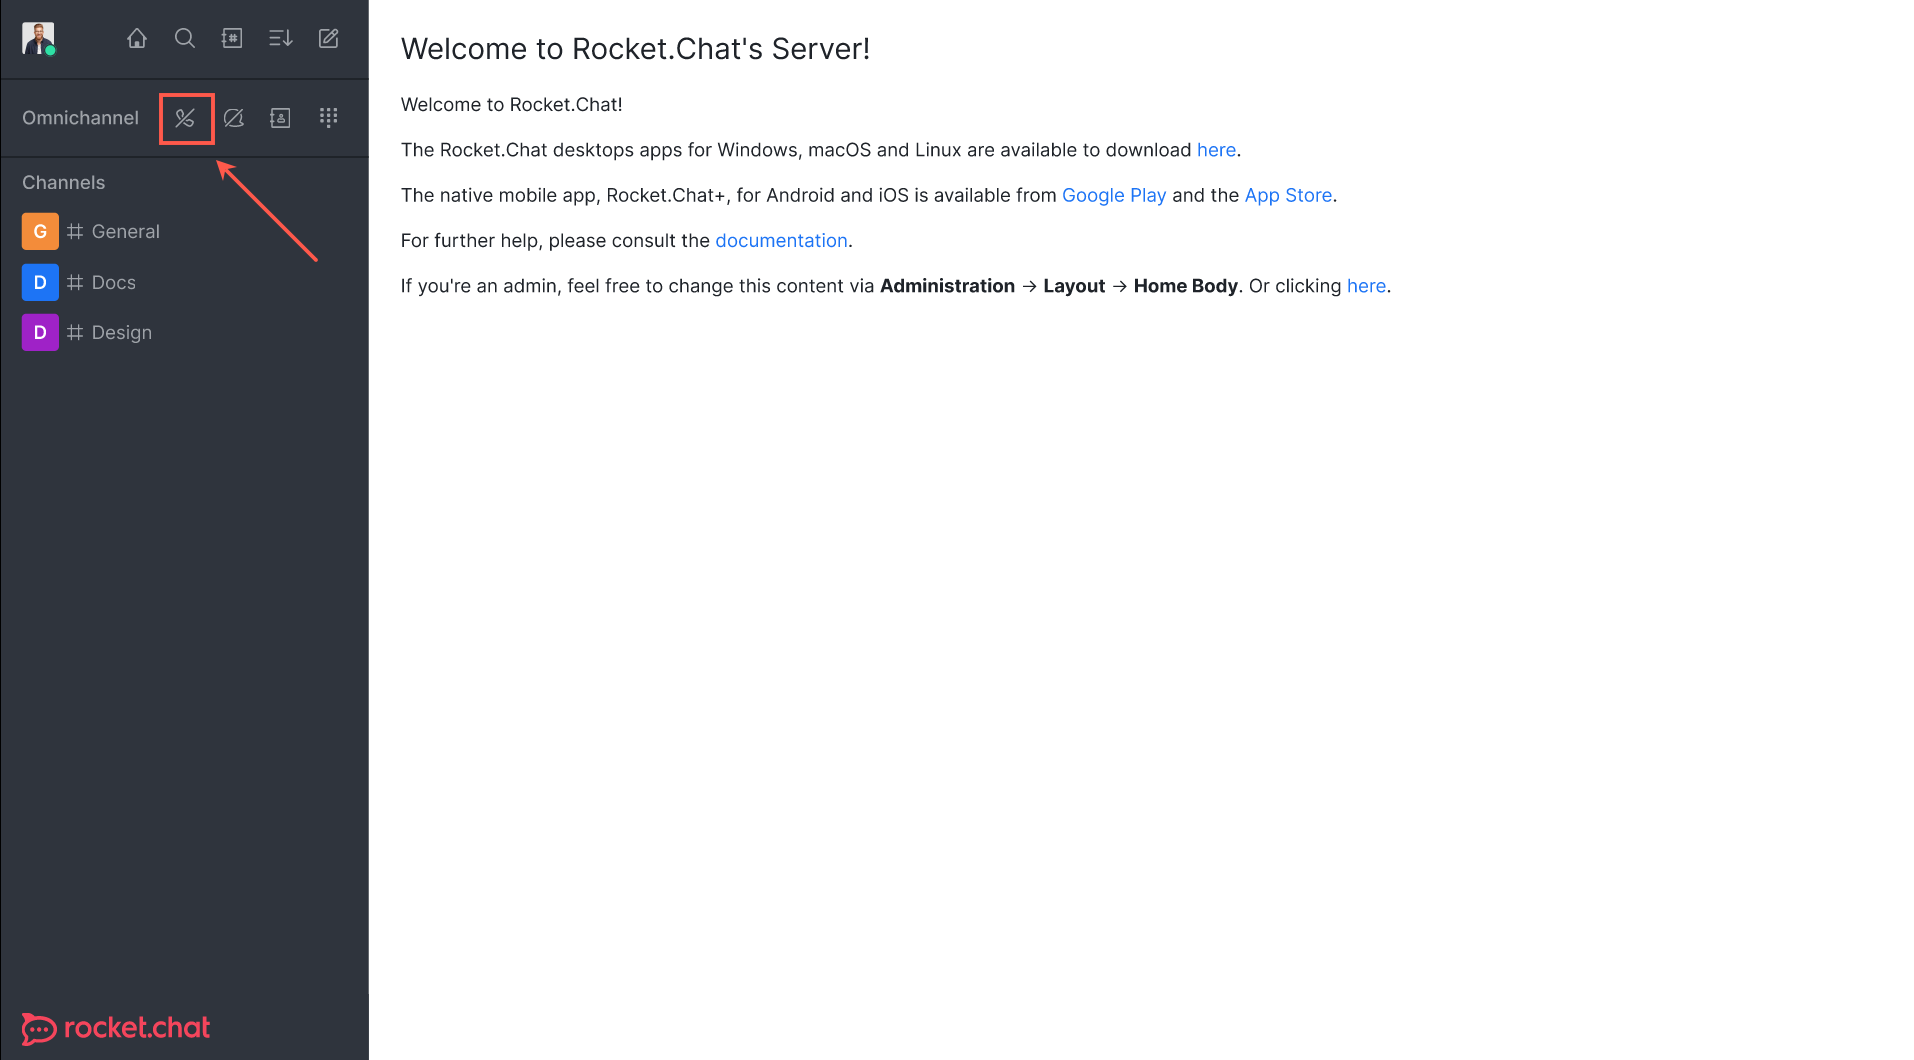 Omnichannel
Channels
G # General
D # Docs
D # Design
rocket.chat
Welcome to Rocket.Chat's Server!
Welcome to Rocket.Chat!
The Rocket.Chat desktops apps for Windows, macOS and Linux are available to download here.
The native mobile app, Rocket.Chat+, for Android and iOS is available from Google Play and the App Store.
For further help, please consult the documentation.
If you're an admin, feel free to change this content via Administration → Layout → Home Body. Or clicking here.